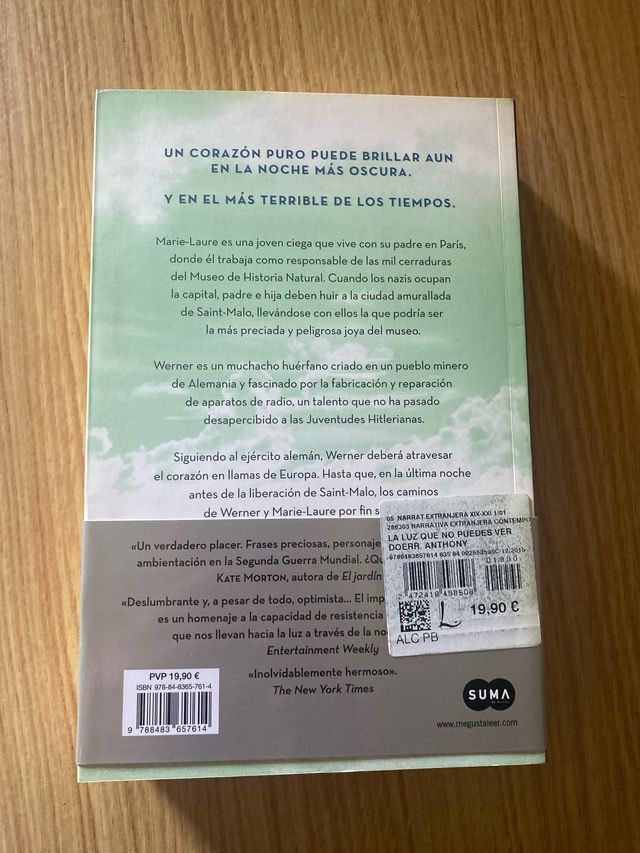 UN CORAZÓN PURO PUEDE BRILLAR AUN
EN LA NOCHE MÁS OSCURA.
Y EN EL MÁS TERRIBLE DE LOS TIEMPOS.
Marie-Laure es una joven ciega que vive con su padre en París,
donde él trabaja como responsable de las mil cerraduras
del Museo de Historia Natural. Cuando los nazis ocupan
la capital, padre e hija deben huir a la ciudad amurallada
de Saint-Malo, llevándose con ellos la que podría ser
la más preciada y peligrosa joya del museo.
Werner es un muchacho huérfano criado en un pueblo minero
de Alemania y fascinado por la fabricación y reparación
de aparatos de radio, un talento que no ha pasado
desapercibido a las Juventudes Hitlerianas.
Siguiendo al ejército alemán, Werner deberá atravesar
el corazón en llamas de Europa. Hasta que, en la última noche
antes de la liberación de Saint-Malo, los caminos
de Werner y Marie-Laure por fin
«Un verdadero placer. Frases preciosas,
ambientación en la Segunda Guerra Mundial.
KATE MORTON, autora de El jardín
«Deslumbrante y, a pesar de todo, optimista... El
es un homenaje a la capacidad de resistencia
que nos llevan hacia la luz a través de la
Entertainment Weekly
«Inolvidablemente hermoso».
The New York Times
05 NARRAT.EXTRANJERA XIX-XXI
NARRATIVA EXTRANJERA
LA LUZ QUE NO PUEDES VER
DOERR, ANTHONY
9788483657614
01990
2 472418 498508
19,90 €
ALC PB
PVP 19,90 €
ISBN 978-84-8365-761-4
9 788483 657614
SUMA
www.megustaleer.com